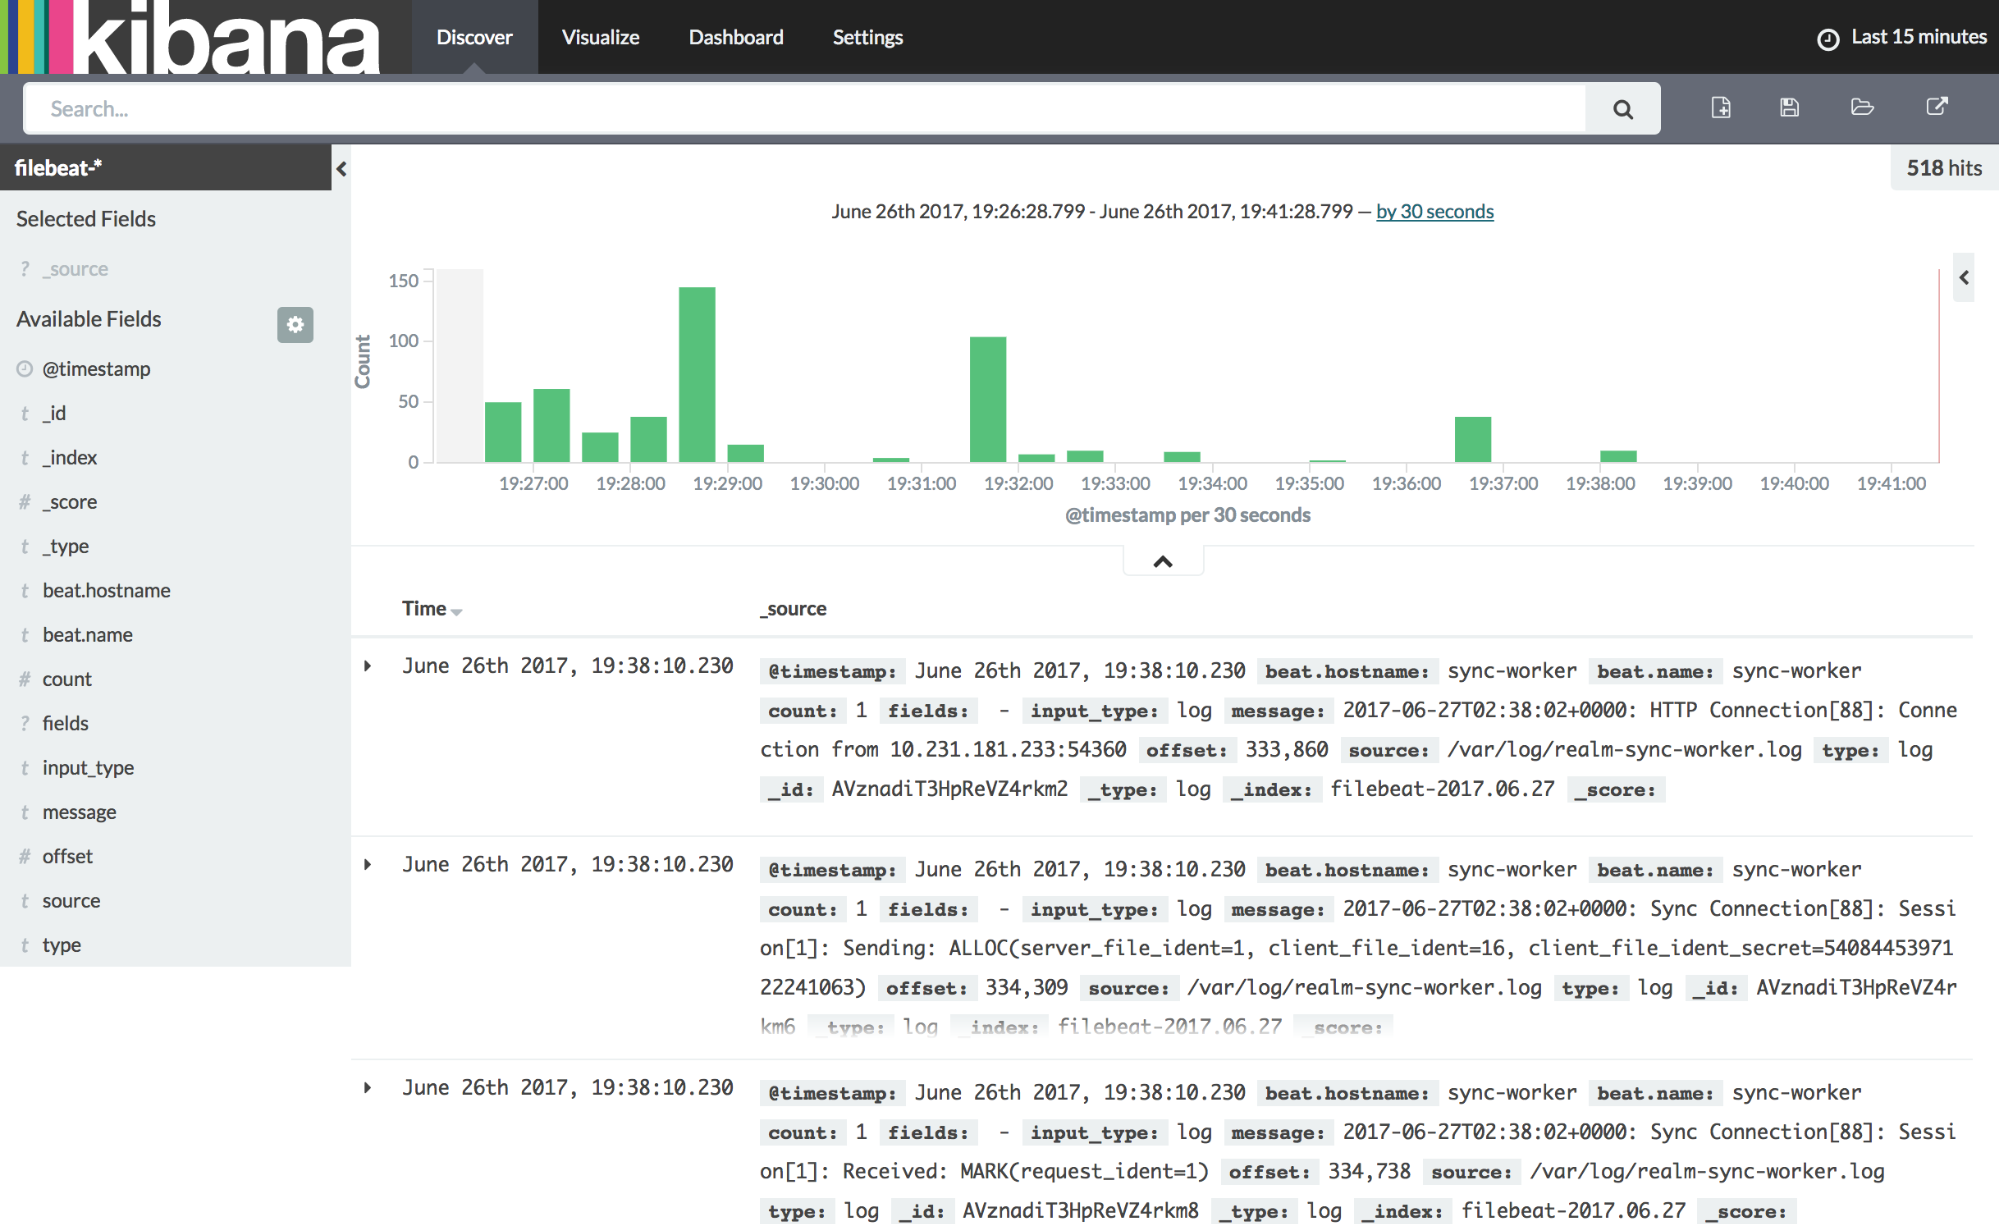 kibana
Discover Visualize Dashboard Settings
Last 15 minutes
Search...
filebeat-*
518 hits
Selected Fields
? _source
Available Fields
@timestamp
t _id
t _index
# _score
t _type
t beat.hostname
t beat.name
# count
? fields
t input_type
t message
# offset
t source
t type
June 26th 2017, 19:26:28.799 - June 26th 2017, 19:41:28.799 — by 30 seconds
Count
150
100
50
0
19:27:00 19:28:00 19:29:00 19:30:00 19:31:00 19:32:00 19:33:00 19:34:00 19:35:00 19:36:00 19:37:00 19:38:00 19:39:00 19:40:00 19:41:00
@timestamp per 30 seconds
Time _source
June 26th 2017, 19:38:10.230
@timestamp: June 26th 2017, 19:38:10.230 beat.hostname: sync-worker beat.name: sync-worker
count: 1 fields: - input_type: log message: 2017-06-27T02:38:02+0000: HTTP Connection[88]: Conne
ction from 10.231.181.233:54360 offset: 333,860 source: /var/log/realm-sync-worker.log type: log
_id: AVznadiT3HpReVZ4rkm2 _type: log _index: filebeat-2017.06.27 _score:
June 26th 2017, 19:38:10.230
@timestamp: June 26th 2017, 19:38:10.230 beat.hostname: sync-worker beat.name: sync-worker
count: 1 fields: - input_type: log message: 2017-06-27T02:38:02+0000: Sync Connection[88]: Sessi
on[1]: Sending: ALLOC(server_file_ident=1, client_file_ident=16, client_file_ident_secret=54084453971
22241063) offset: 334,309 source: /var/log/realm-sync-worker.log type: log _id: AVznadiT3HpReVZ4r
km6 _type: log _index: filebeat-2017.06.27 _score:
June 26th 2017, 19:38:10.230
@timestamp: June 26th 2017, 19:38:10.230 beat.hostname: sync-worker beat.name: sync-worker
count: 1 fields: - input_type: log message: 2017-06-27T02:38:02+0000: Sync Connection[88]: Sessi
on[1]: Received: MARK(request_ident=1) offset: 334,738 source: /var/log/realm-sync-worker.log
type: log _id: AVznadiT3HpReVZ4rkm8 _type: log _index: filebeat-2017.06.27 _score: